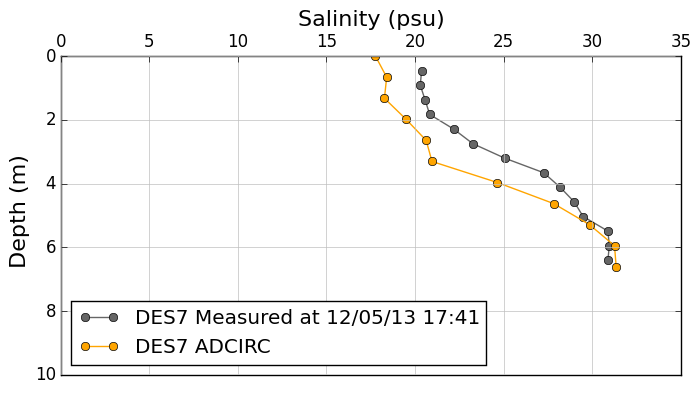 Salinity (psu)
0 5 10 15 20 25 30 35
0
2
4
6
8
10
Depth (m)
DES7 Measured at 12/05/13 17:41
DES7 ADCIRC